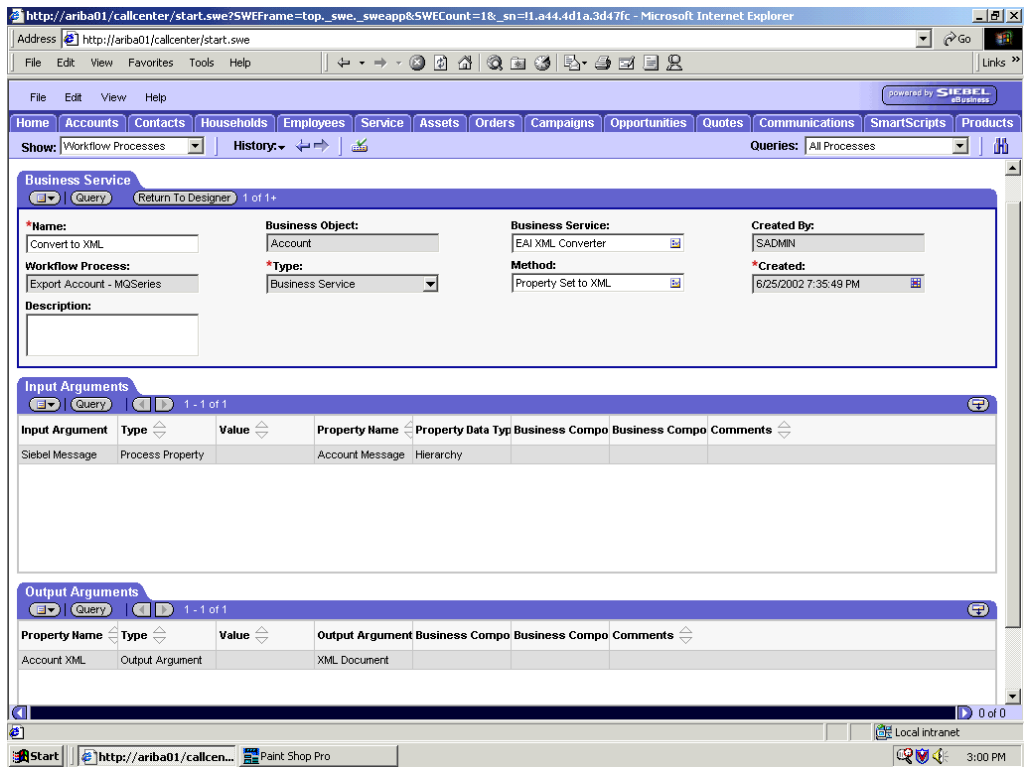 http://ariba01/callcenter/start.swe?SWEFrame=top._swe._sweapp&SWECount=1&_sn=!1.a44.4d1a.3d47fc - Microsoft Internet Explorer
Address http://ariba01/callcenter/start.swe Go
File Edit View Favorites Tools Help Links »
File Edit View Help powered by SIEBEL eBusiness
Home Accounts Contacts Households Employees Service Assets Orders Campaigns Opportunities Quotes Communications SmartScripts Products
Show: Workflow Processes History: Queries: All Processes
Business Service
Query Return To Designer 1 of 1+
*Name: Business Object: Business Service: Created By:
Convert to XML Account EAI XML Converter SADMIN
Workflow Process: *Type: Method: *Created:
Export Account - MQSeries Business Service Property Set to XML 6/25/2002 7:35:49 PM
Description:
Input Arguments
Query 1 - 1 of 1
Input Argument Type Value Property Name Property Data Typ Business Compo Business Compo Comments
Siebel Message Process Property Account Message Hierarchy
Output Arguments
Query 1 - 1 of 1
Property Name Type Value Output Argument Business Compo Business Compo Comments
Account XML Output Argument XML Document
0 of 0
Local intranet
Start http://ariba01/callcen... Paint Shop Pro 3:00 PM